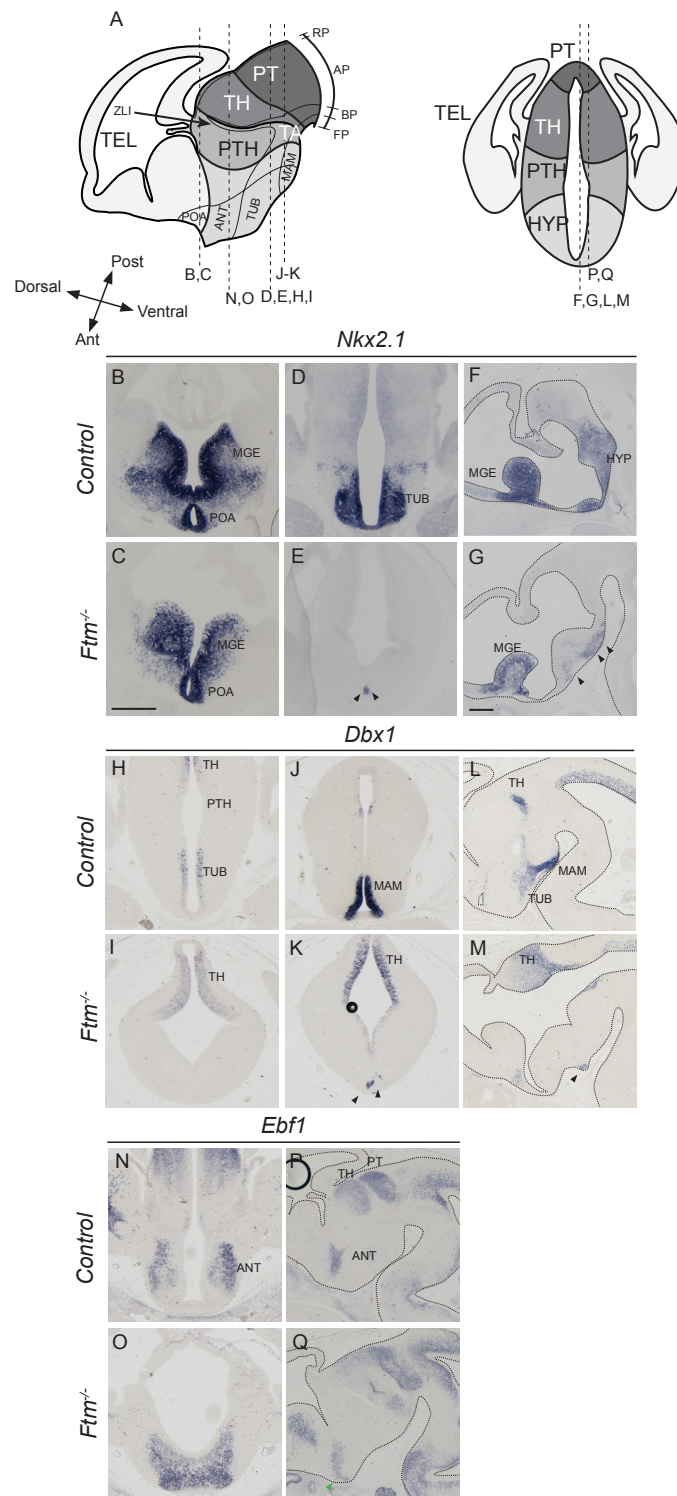 A
RP
PT
AP
PT
TH
ZLI
BP
TEL
TA
FP
TEL
TH
PTH
MAM
PTH
POA
ANT
TUB
HYP
Post
B,C
J-K
P,Q
Dorsal
N,O
D,E,H,I
F,G,L,M
Ventral
Ant
Nkx2.1
Control
B
MGE
POA
D
TUB
F
MGE
HYP
Ftm-/-
C
MGE
POA
E
G
MGE
Dbx1
Control
H
TH
PTH
TUB
J
MAM
L
TH
MAM
TUB
Ftm-/-
I
TH
K
TH
M
TH
Ebf1
Control
N
ANT
P
TH
PT
ANT
Ftm-/-
O
Q